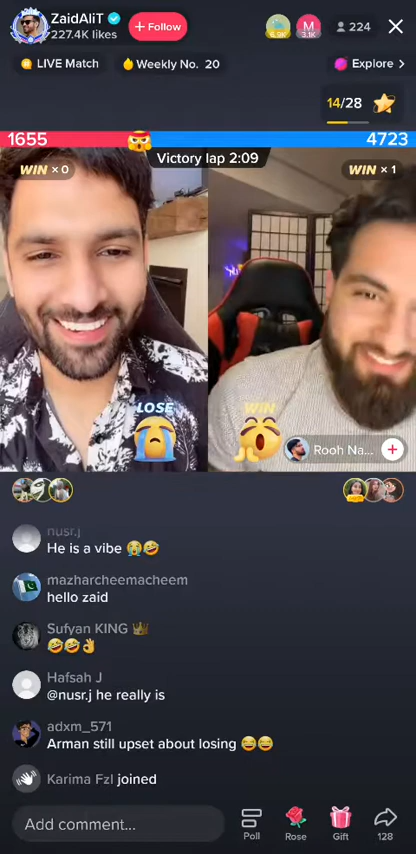 ZaidAliT
227.4K likes
+ Follow
6.9K
M
3.1K
224
LIVE Match
Weekly No. 20
Explore >
14/28
1655
4723
Victory lap 2:09
WIN × 0
WIN × 1
LOSE
WIN
Rooh Na...
nusr.j
He is a vibe 😭🤣
mazharcheemacheem
hello zaid
Sufyan KING 👑
🤣🤣👌
Hafsah J
@nusr.j he really is
adxm_571
Arman still upset about losing 😂😂
Karima Fzl joined
Add comment...
Poll
Rose
Gift
128